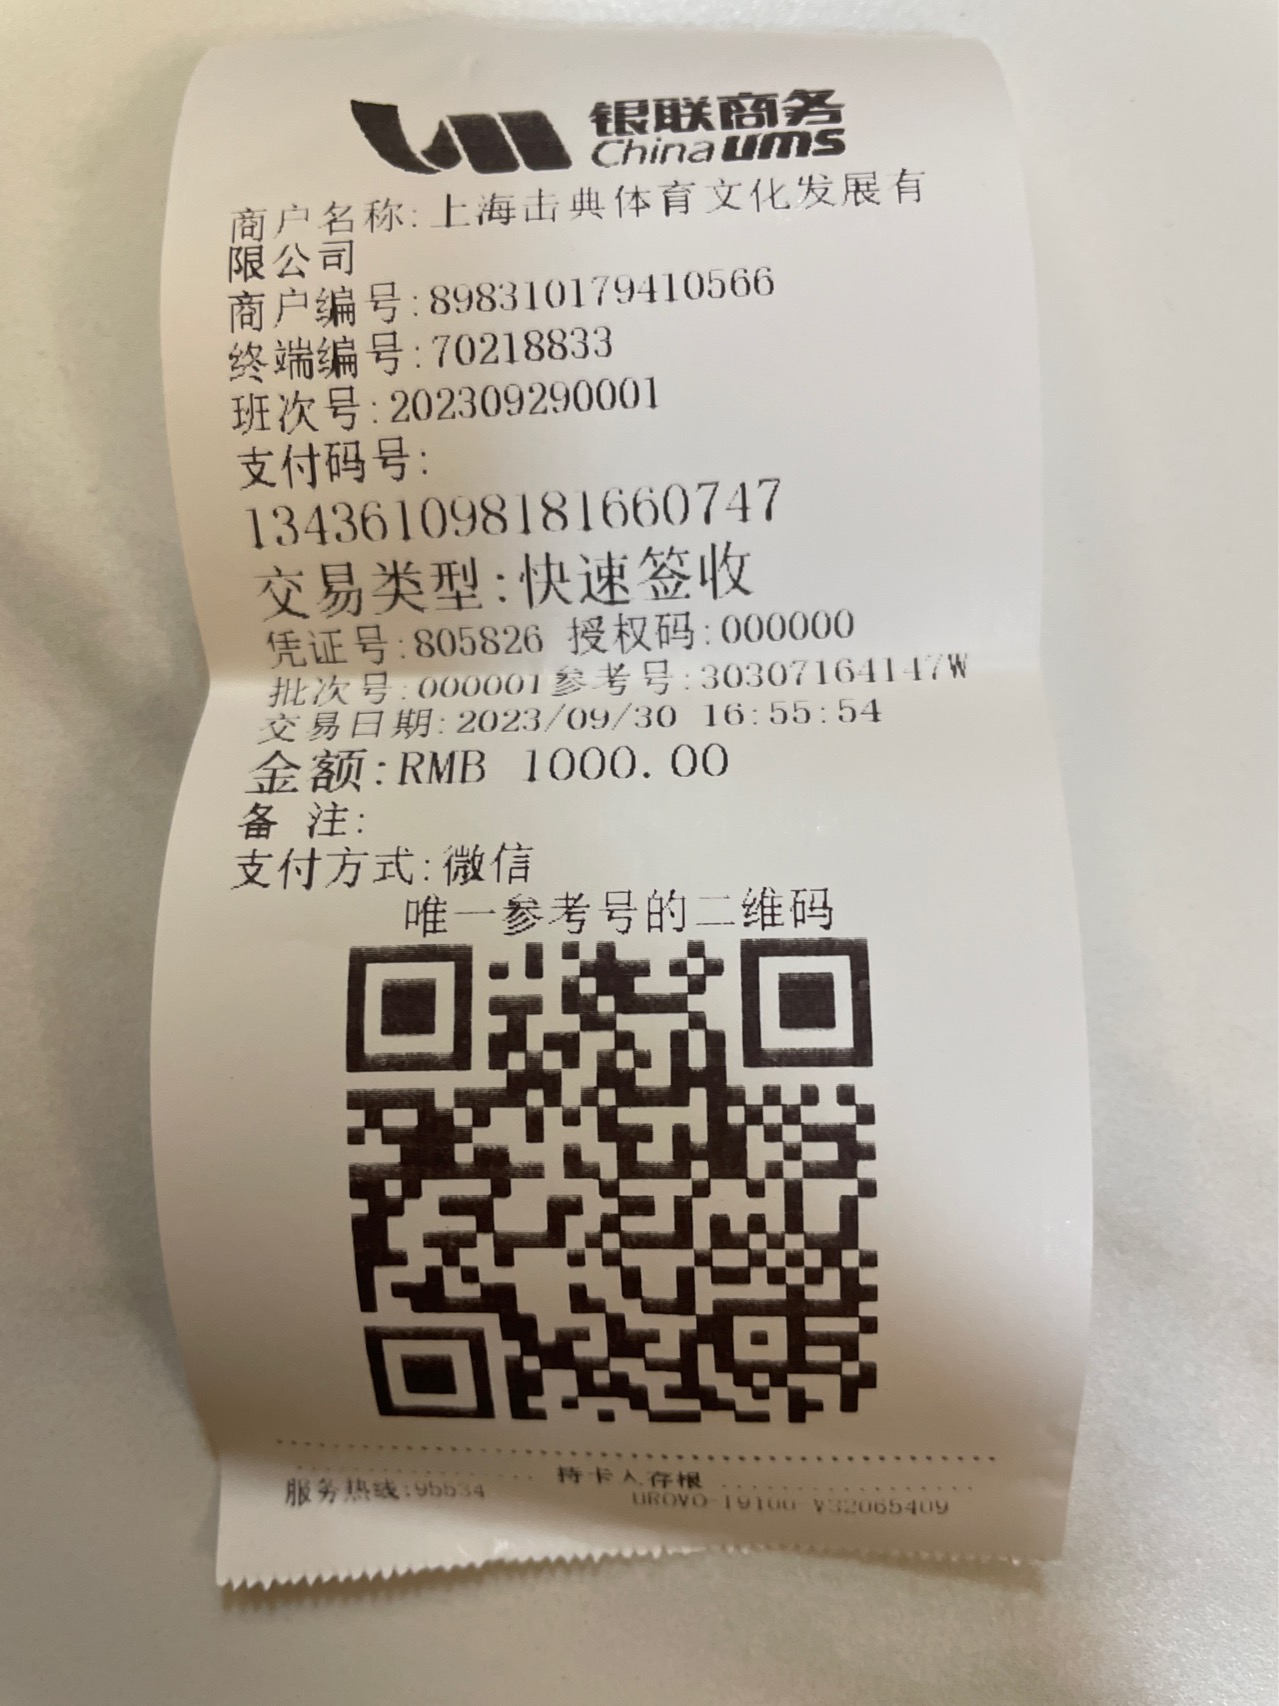 银联商务
China ums
商户名称:上海击典体育文化发展有
限公司
商户编号:898310179410566
终端编号:70218833
班次号:202309290001
支付码号:
134361098181660747
交易类型:快速签收
凭证号:805826 授权码:000000
批次号:000001参考号:30307164147W
交易日期:2023/09/30 16:55:54
金额:RMB 1000.00
备 注:
支付方式:微信
唯一参考号的二维码
持卡人存根
服务热线:95534 UROVO-I9100-V32065409